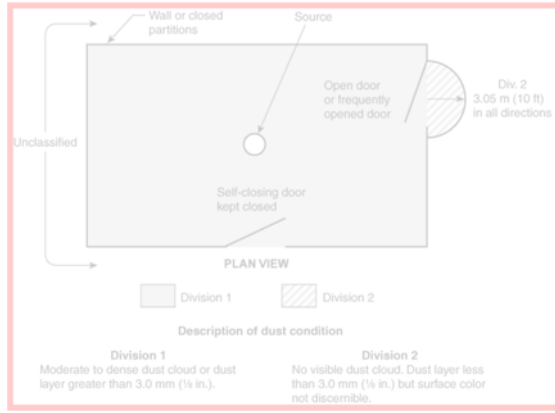 Wall or closed
partitions
Source
Open door
or frequently
opened door
Div. 2
3.05 m (10 ft)
in all directions
Unclassified
Self-closing door
kept closed
PLAN VIEW
Division 1
Division 2
Description of dust condition
Division 1
Moderate to dense dust cloud or dust
layer greater than 3.0 mm (⅛ in.).
Division 2
No visible dust cloud. Dust layer less
than 3.0 mm (⅛ in.) but surface color
not discernible.